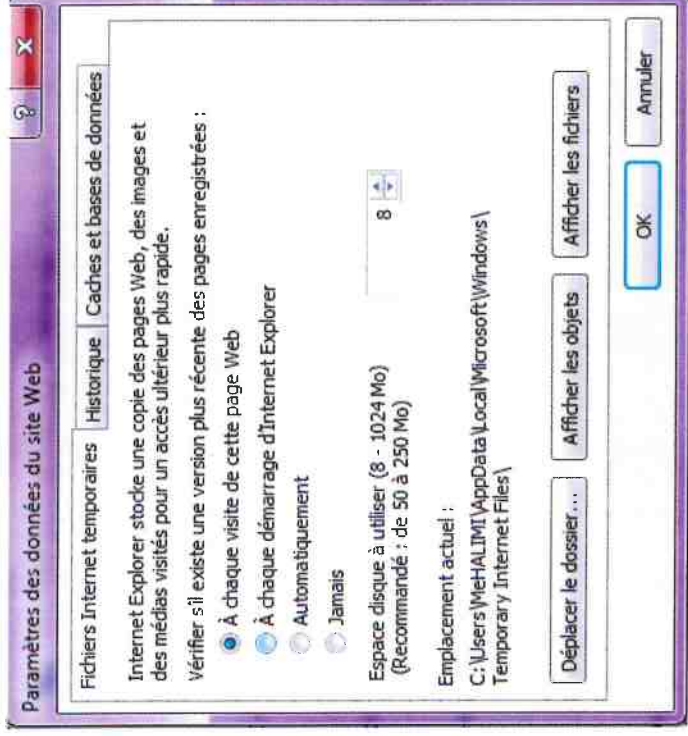 Paramètres des données du site Web
Fichiers Internet temporaires
Historique
Caches et bases de données
Internet Explorer stocke une copie des pages Web, des images et
des médias visités pour un accès ultérieur plus rapide.
Vérifier s'il existe une version plus récente des pages enregistrées :
À chaque visite de cette page Web
À chaque démarrage d'Internet Explorer
Automatiquement
Jamais
Espace disque à utiliser (8 - 1024 Mo)
(Recommandé : de 50 à 250 Mo)
8
Emplacement actuel :
C:\Users\MeHALIMI\AppData\Local\Microsoft\Windows\
Temporary Internet Files\
Déplacer le dossier...
Afficher les objets
Afficher les fichiers
OK
Annuler